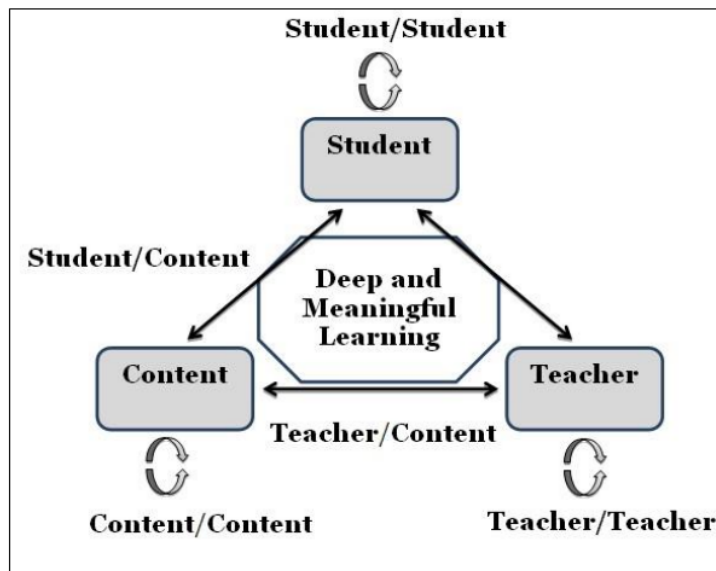 Student/Student
Student
Student/Content
Deep and
Meaningful
Learning
Content
Teacher
Teacher/Content
Content/Content
Teacher/Teacher